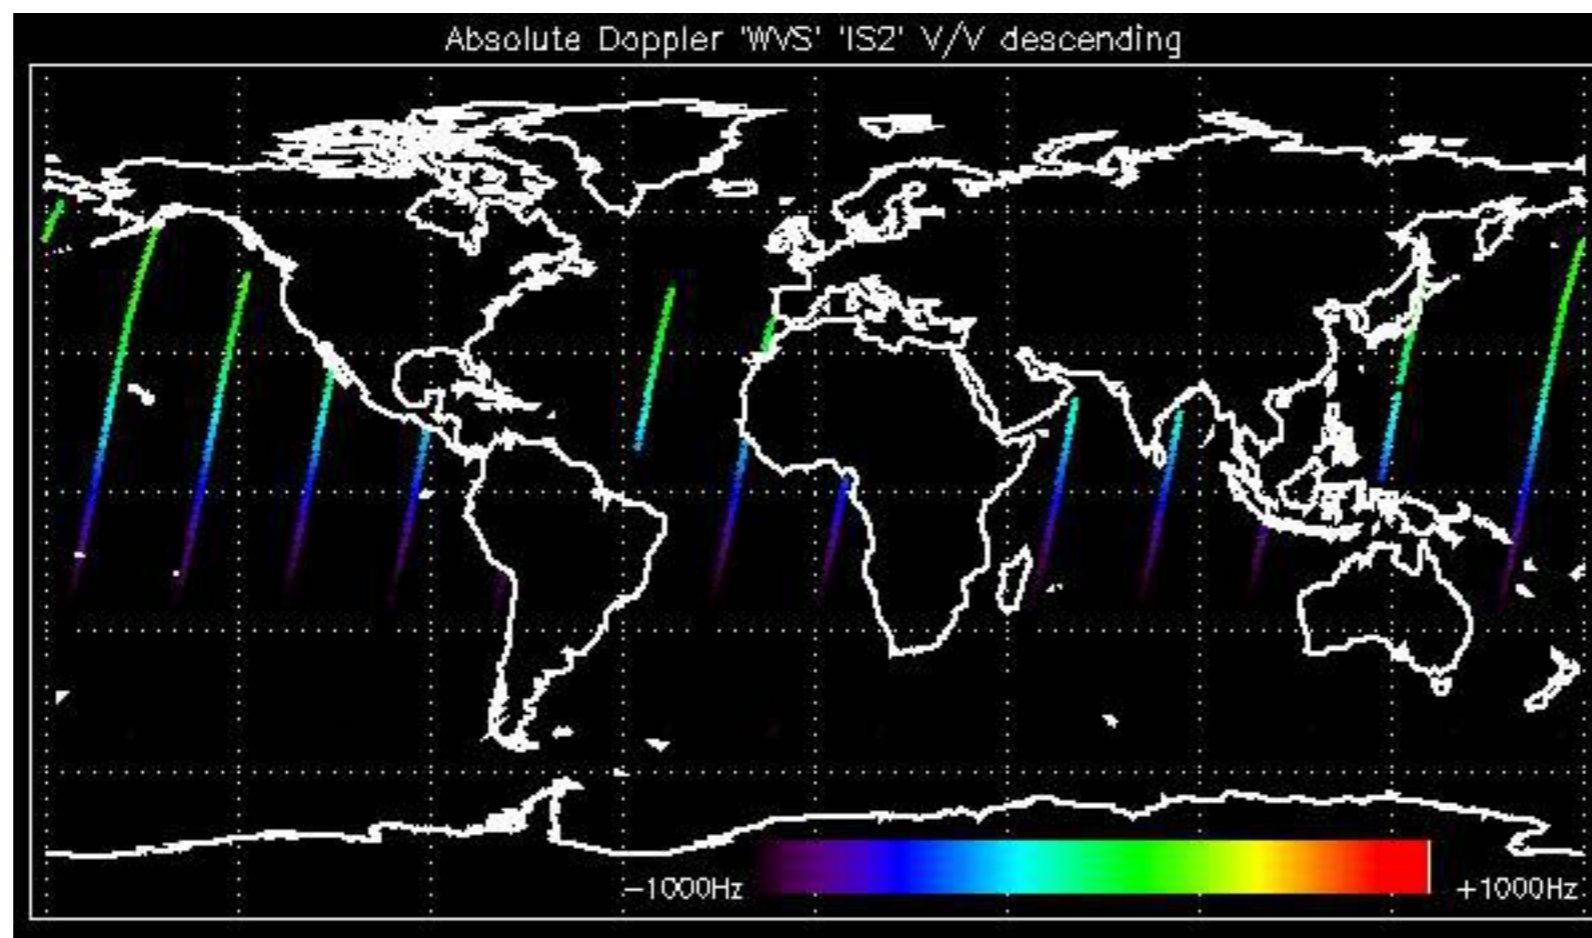 Absolute Doppler 'WVS' 'IS2' V/V descending
−1000Hz
+1000Hz